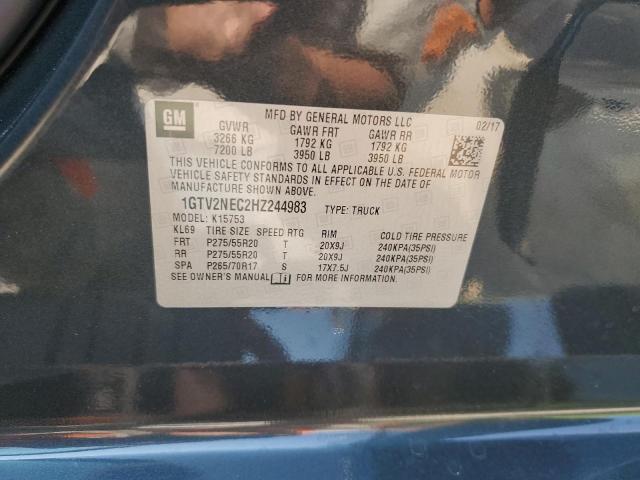 GM
MFD BY GENERAL MOTORS LLC
GVWR GAWR FRT GAWR RR 02/17
3266 KG 1792 KG 1792 KG
7200 LB 3950 LB 3950 LB
THIS VEHICLE CONFORMS TO ALL APPLICABLE U.S. FEDERAL MOTOR
VEHICLE SAFETY STANDARDS IN EFFECT ON THE DATE OF
MANUFACTURE SHOWN ABOVE.
1GTV2NEC2HZ244983 TYPE: TRUCK
MODEL: K15753
KL69 TIRE SIZE SPEED RTG RIM COLD TIRE PRESSURE
FRT P275/55R20 T 20X9J 240KPA(35PSI)
RR P275/55R20 T 20X9J 240KPA(35PSI)
SPA P265/70R17 S 17X7.5J 240KPA(35PSI)
SEE OWNER'S MANUAL FOR MORE INFORMATION.